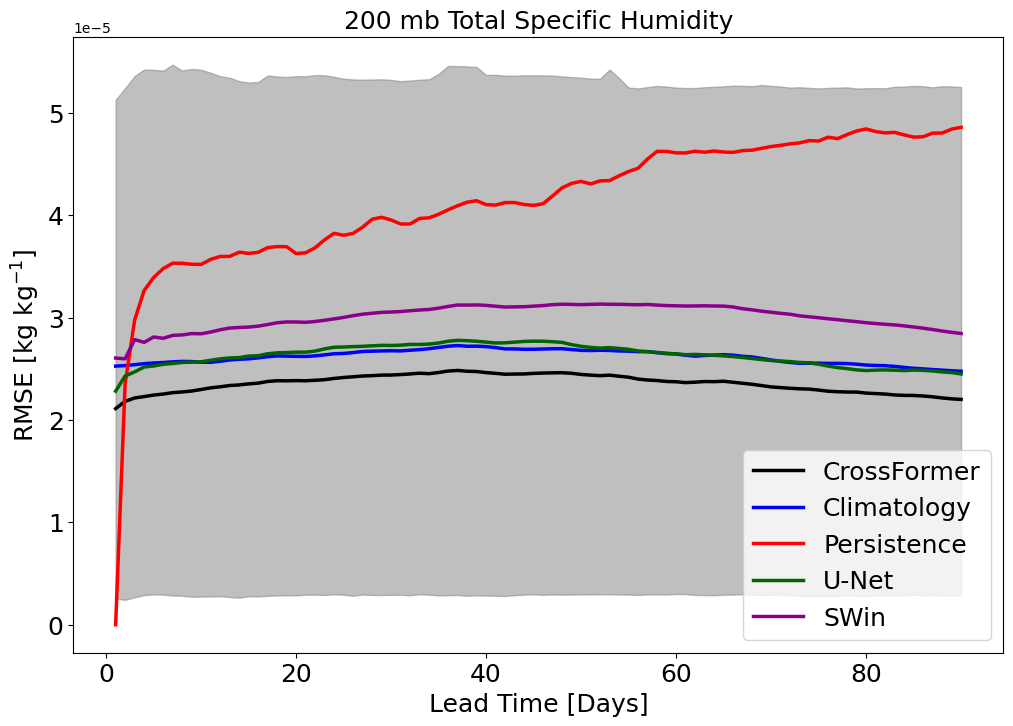 200 mb Total Specific Humidity
1e−5
RMSE [kg kg⁻¹]
5
4
3
2
1
0
0 20 40 60 80
Lead Time [Days]
CrossFormer
Climatology
Persistence
U-Net
SWin